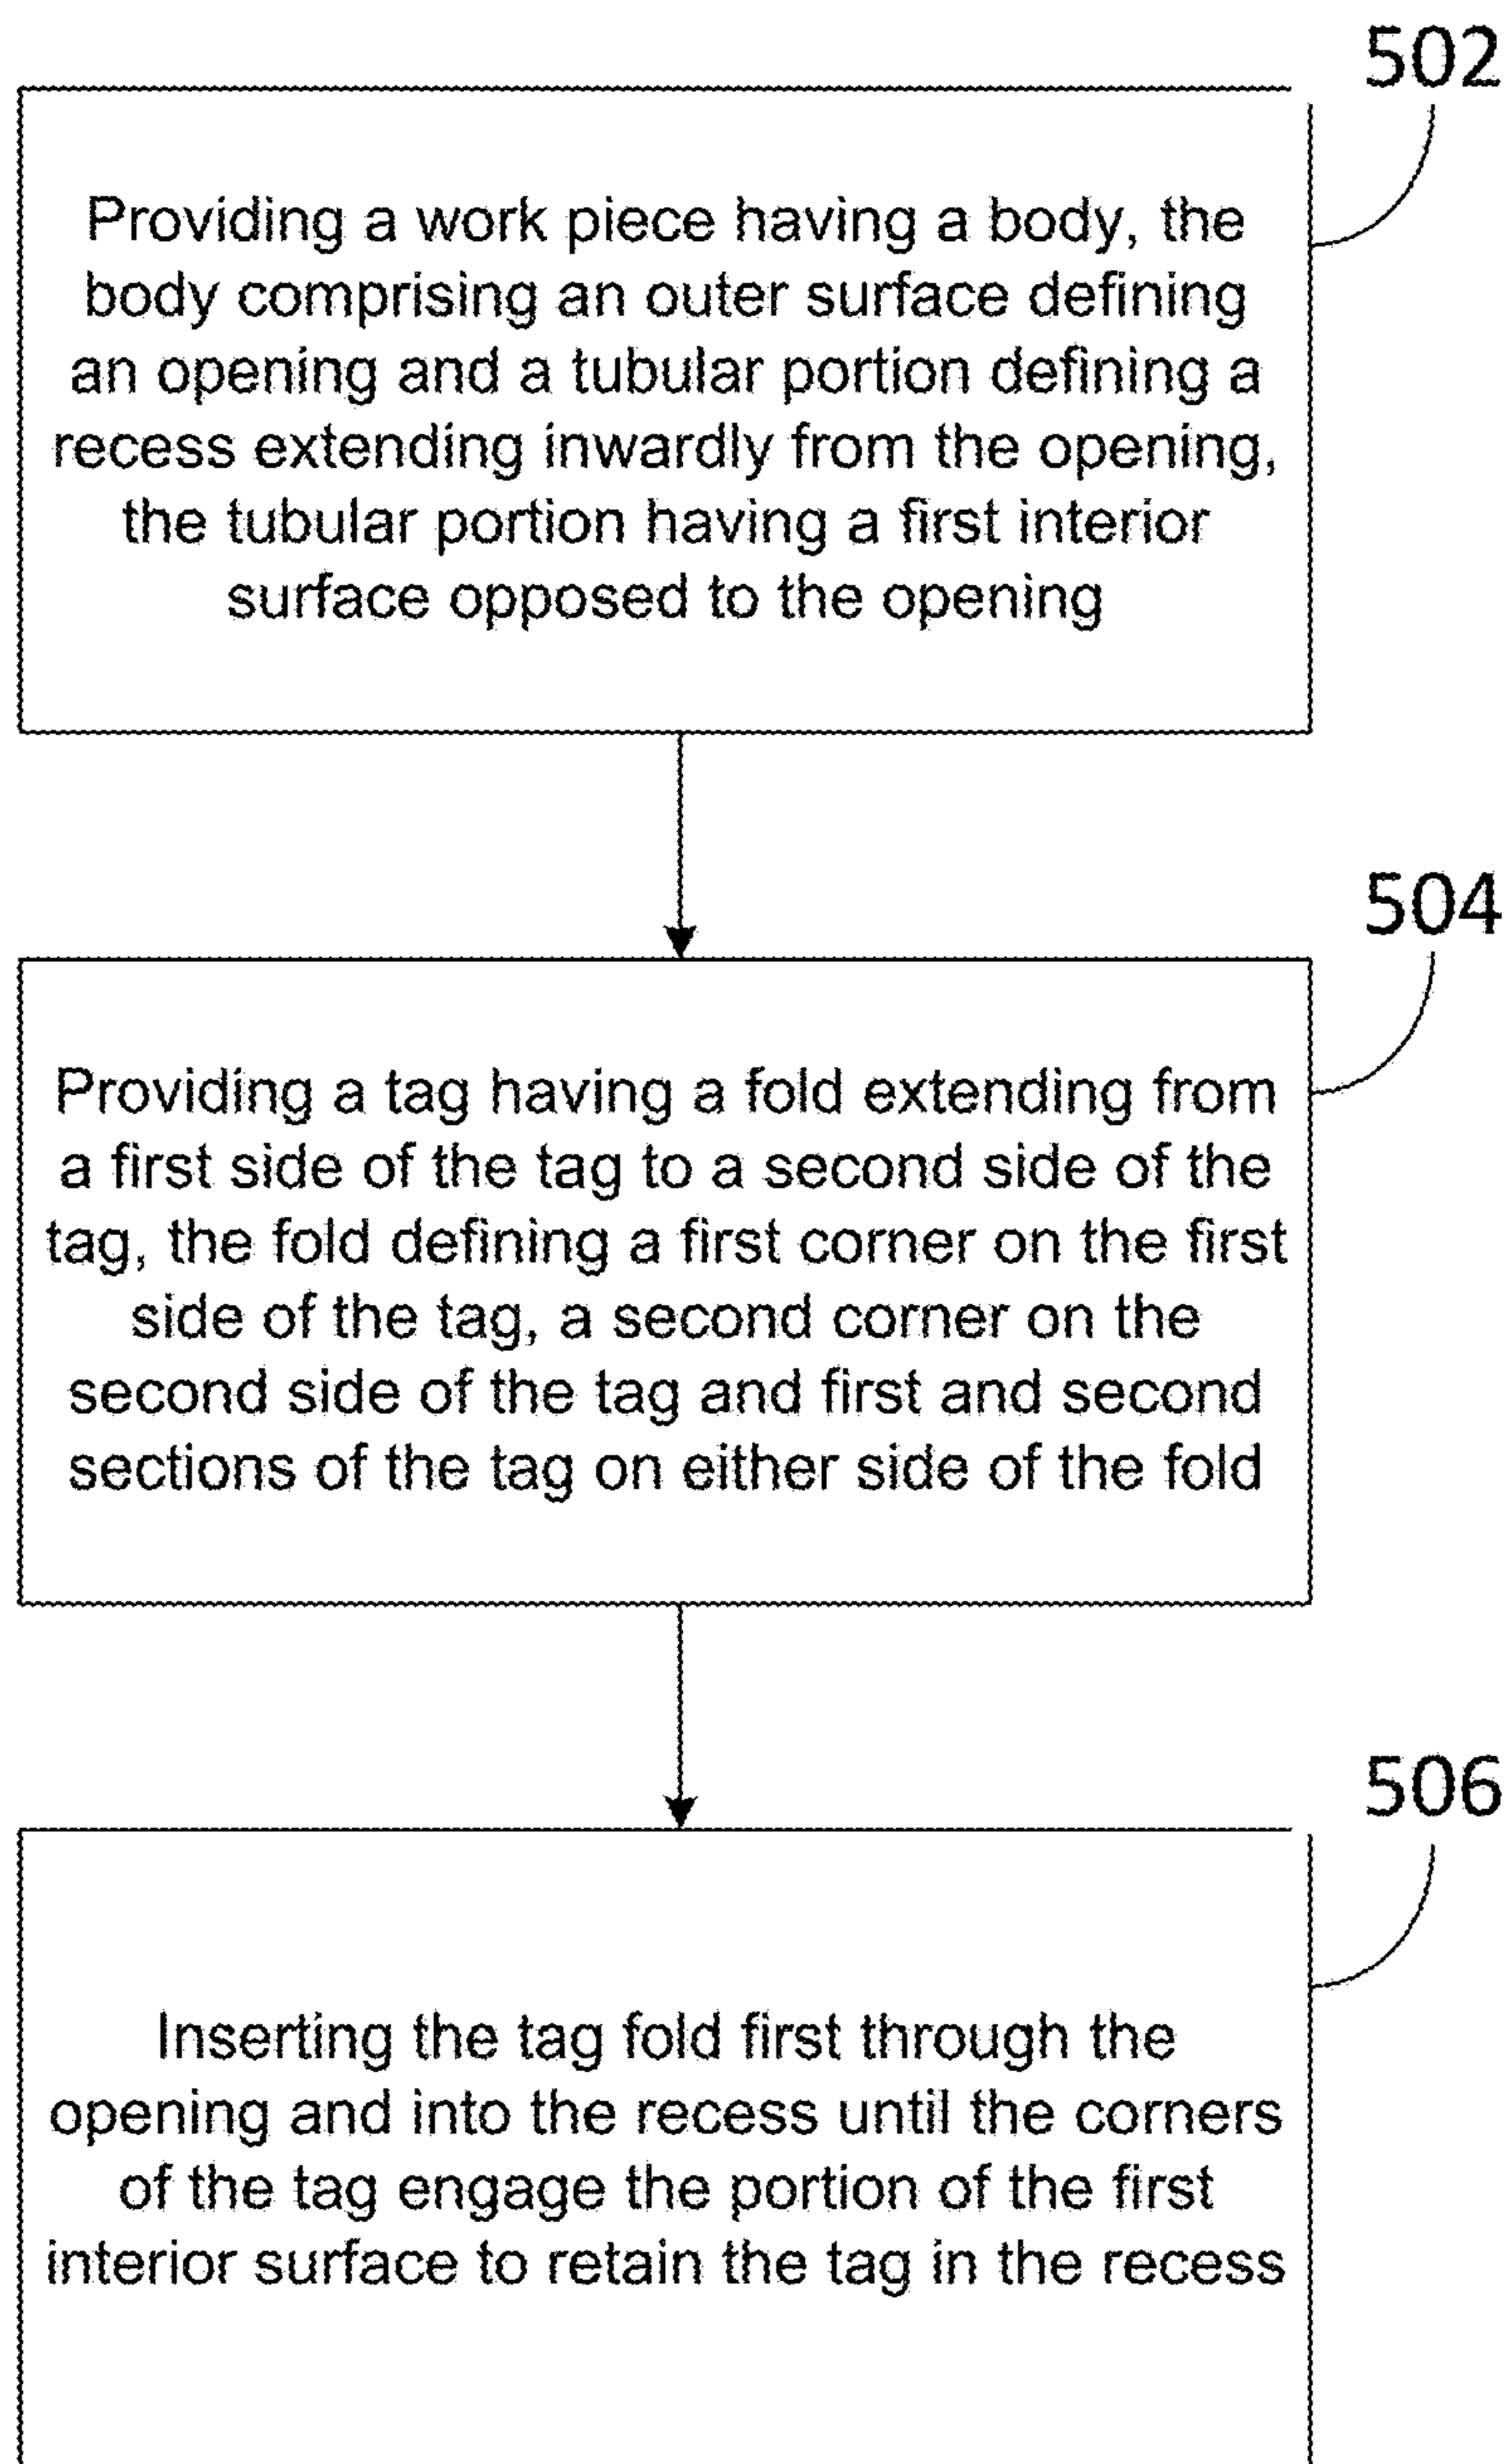 502
Providing a work piece having a body, the
body comprising an outer surface defining
an opening and a tubular portion defining a
recess extending inwardly from the opening,
the tubular portion having a first interior
surface opposed to the opening
504
Providing a tag having a fold extending from
a first side of the tag to a second side of the
tag, the fold defining a first corner on the first
side of the tag, a second corner on the
second side of the tag and first and second
sections of the tag on either side of the fold
506
Inserting the tag fold first through the
opening and into the recess until the corners
of the tag engage the portion of the first
interior surface to retain the tag in the recess